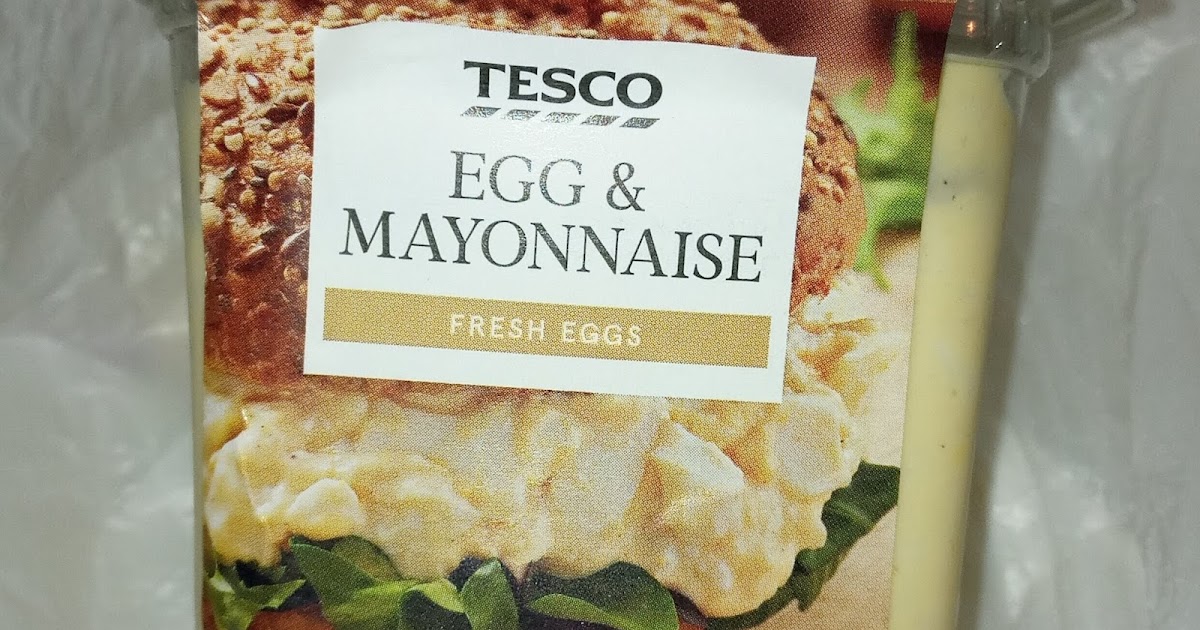 TESCO
EGG &
MAYONNAISE
FRESH EGGS